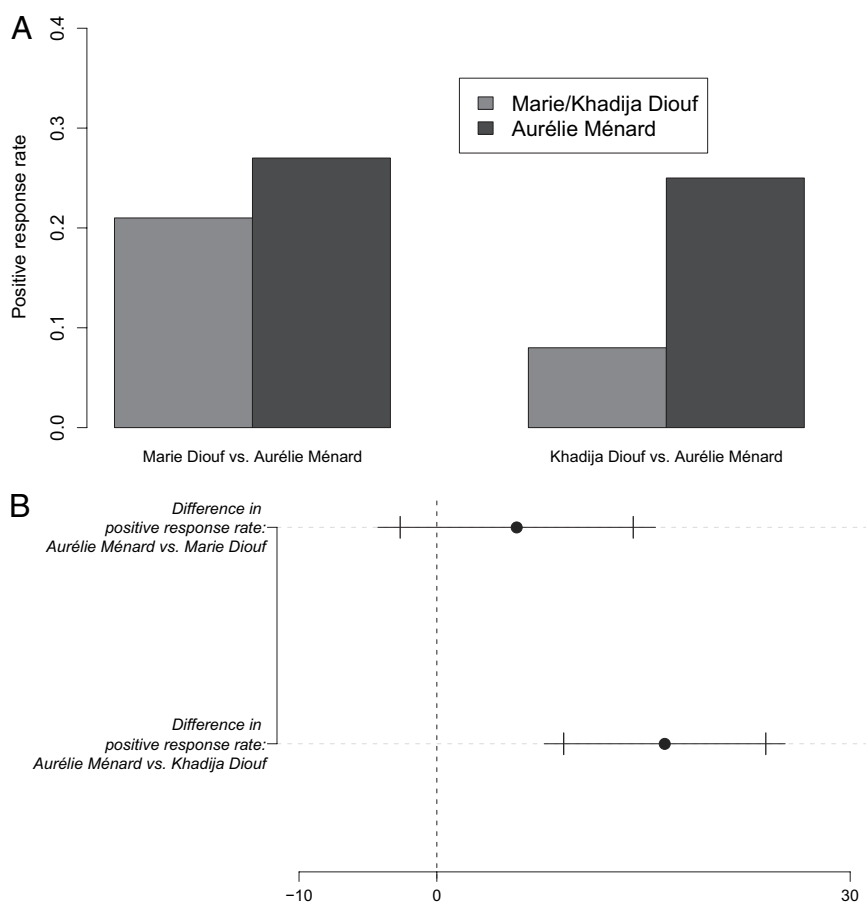 A
Positive response rate
0.4
0.3
0.2
0.1
0.0
Marie/Khadija Diouf
Aurélie Ménard
Marie Diouf vs. Aurélie Ménard
Khadija Diouf vs. Aurélie Ménard
B
Difference in
positive response rate:
Aurélie Ménard vs. Marie Diouf
Difference in
positive response rate:
Aurélie Ménard vs. Khadija Diouf
−10
0
30